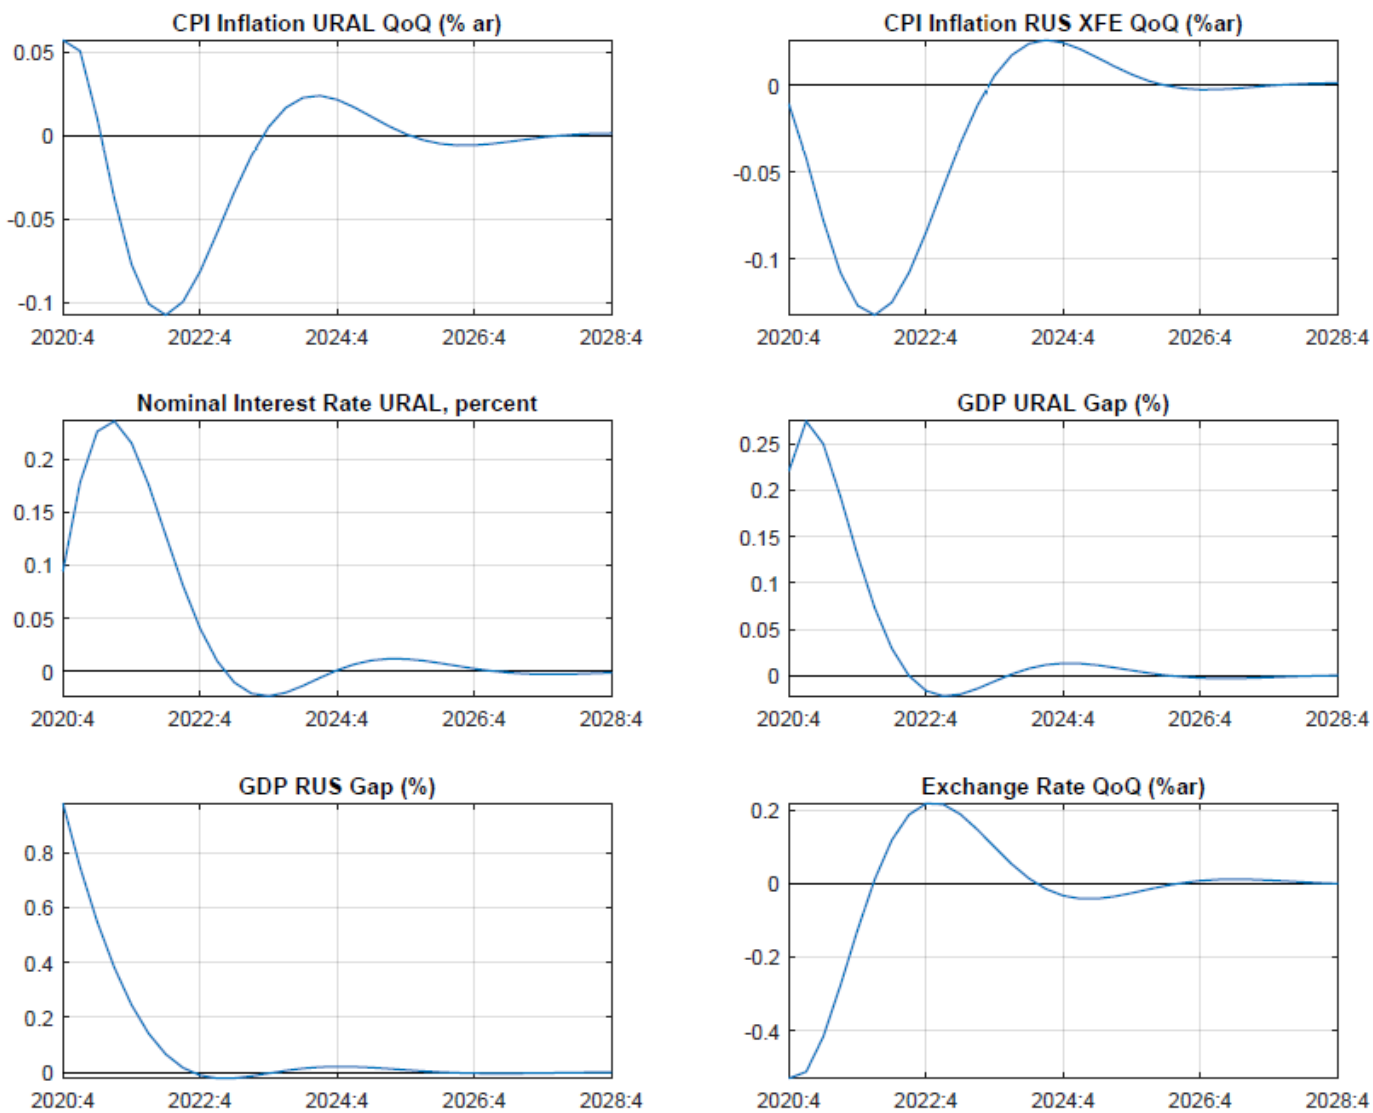 CPI Inflation URAL QoQ (% ar)
0.05
0
-0.05
-0.1
2020:4 2022:4 2024:4 2026:4 2028:4
CPI Inflation RUS XFE QoQ (%ar)
0
-0.05
-0.1
2020:4 2022:4 2024:4 2026:4 2028:4
Nominal Interest Rate URAL, percent
0.2
0.15
0.1
0.05
0
2020:4 2022:4 2024:4 2026:4 2028:4
GDP URAL Gap (%)
0.25
0.2
0.15
0.1
0.05
0
2020:4 2022:4 2024:4 2026:4 2028:4
GDP RUS Gap (%)
0.8
0.6
0.4
0.2
0
2020:4 2022:4 2024:4 2026:4 2028:4
Exchange Rate QoQ (%ar)
0.2
0
-0.2
-0.4
2020:4 2022:4 2024:4 2026:4 2028:4